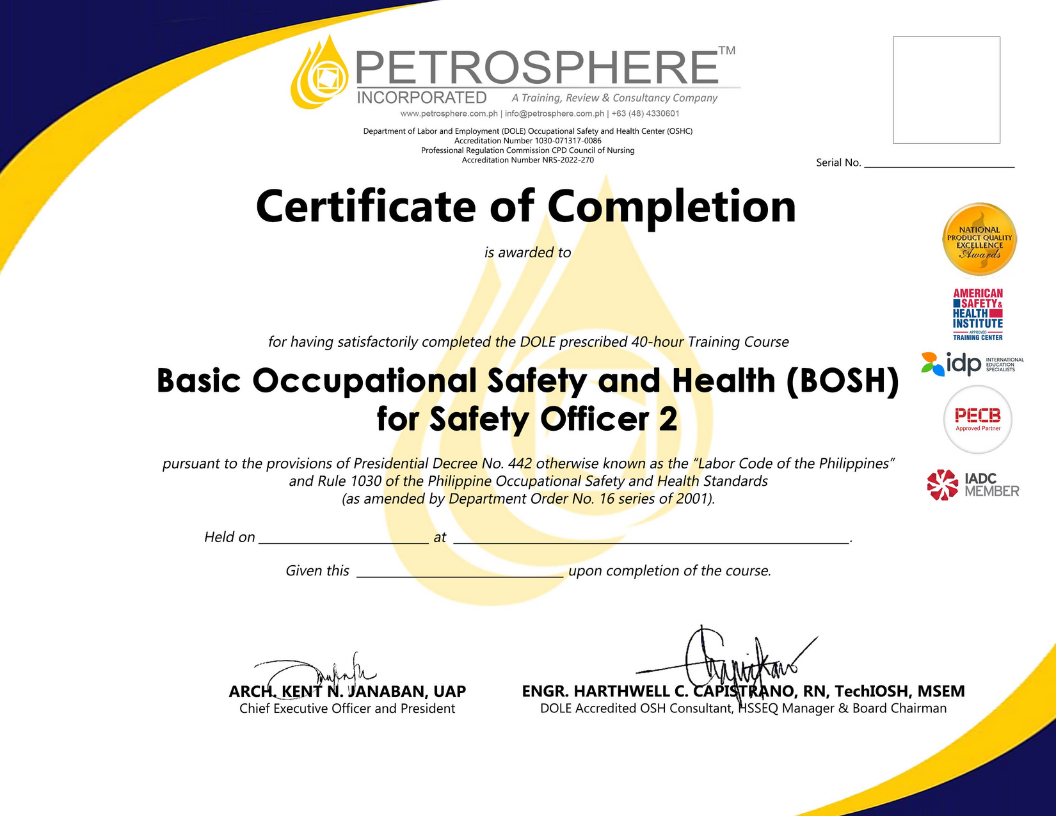 PETROSPHERE™
INCORPORATED A Training, Review & Consultancy Company
www.petrosphere.com.ph | info@petrosphere.com.ph | +63 (48) 4330601
Department of Labor and Employment (DOLE) Occupational Safety and Health Center (OSHC)
Accreditation Number 1030-071317-0086
Professional Regulation Commission CPD Council of Nursing
Accreditation Number NRS-2022-270
Serial No.
Certificate of Completion
is awarded to
NATIONAL
PRODUCT QUALITY
EXCELLENCE
Awards
AMERICAN
SAFETY&
HEALTH
INSTITUTE
APPROVED
TRAINING CENTER
for having satisfactorily completed the DOLE prescribed 40-hour Training Course
idp INTERNATIONAL
EDUCATION
SPECIALISTS
Basic Occupational Safety and Health (BOSH)
for Safety Officer 2
PECB
Approved Partner
pursuant to the provisions of Presidential Decree No. 442 otherwise known as the “Labor Code of the Philippines”
and Rule 1030 of the Philippine Occupational Safety and Health Standards
(as amended by Department Order No. 16 series of 2001).
IADC
MEMBER
Held on at .
Given this upon completion of the course.
ARCH. KENT N. JANABAN, UAP
Chief Executive Officer and President
ENGR. HARTHWELL C. CAPISTRANO, RN, TechIOSH, MSEM
DOLE Accredited OSH Consultant, HSSEQ Manager & Board Chairman